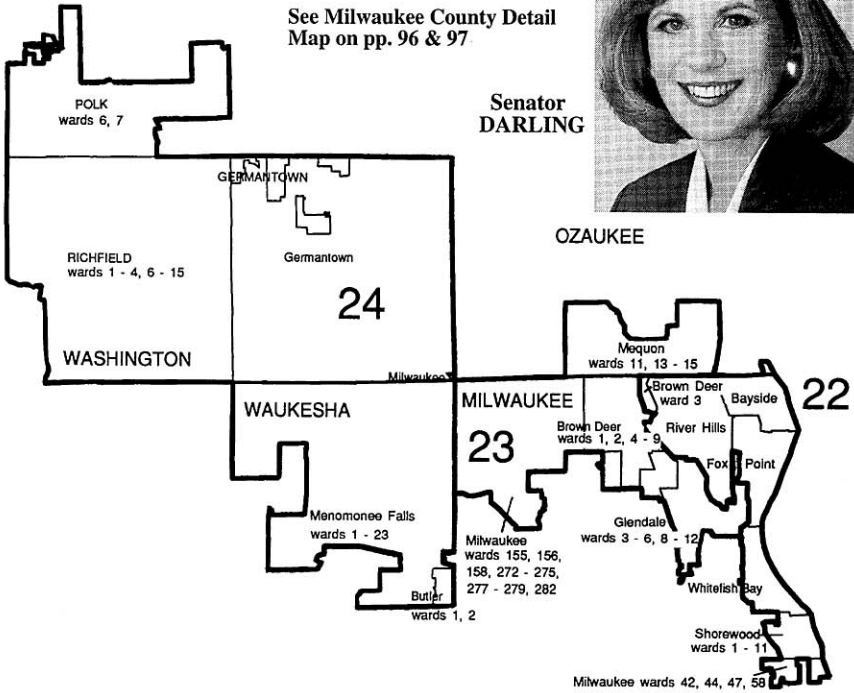 See Milwaukee County Detail
Map on pp. 96 & 97
Senator
DARLING
POLK
wards 6, 7
GERMANTOWN
Germantown
RICHFIELD
wards 1 - 4, 6 - 15
24
WASHINGTON
OZAUKEE
Mequon
wards 11, 13 - 15
Milwaukee
WAUKESHA
MILWAUKEE
23
22
Brown Deer
ward 3
Bayside
Brown Deer
wards 1, 2, 4 - 9
River Hills
Fox Point
Menomonee Falls
wards 1 - 23
Milwaukee
wards 155, 156,
158, 272 - 275,
277 - 279, 282
Glendale
wards 3 - 6, 8 - 12
Butler
wards 1, 2
Whitefish Bay
Shorewood
wards 1 - 11
Milwaukee wards 42, 44, 47, 58